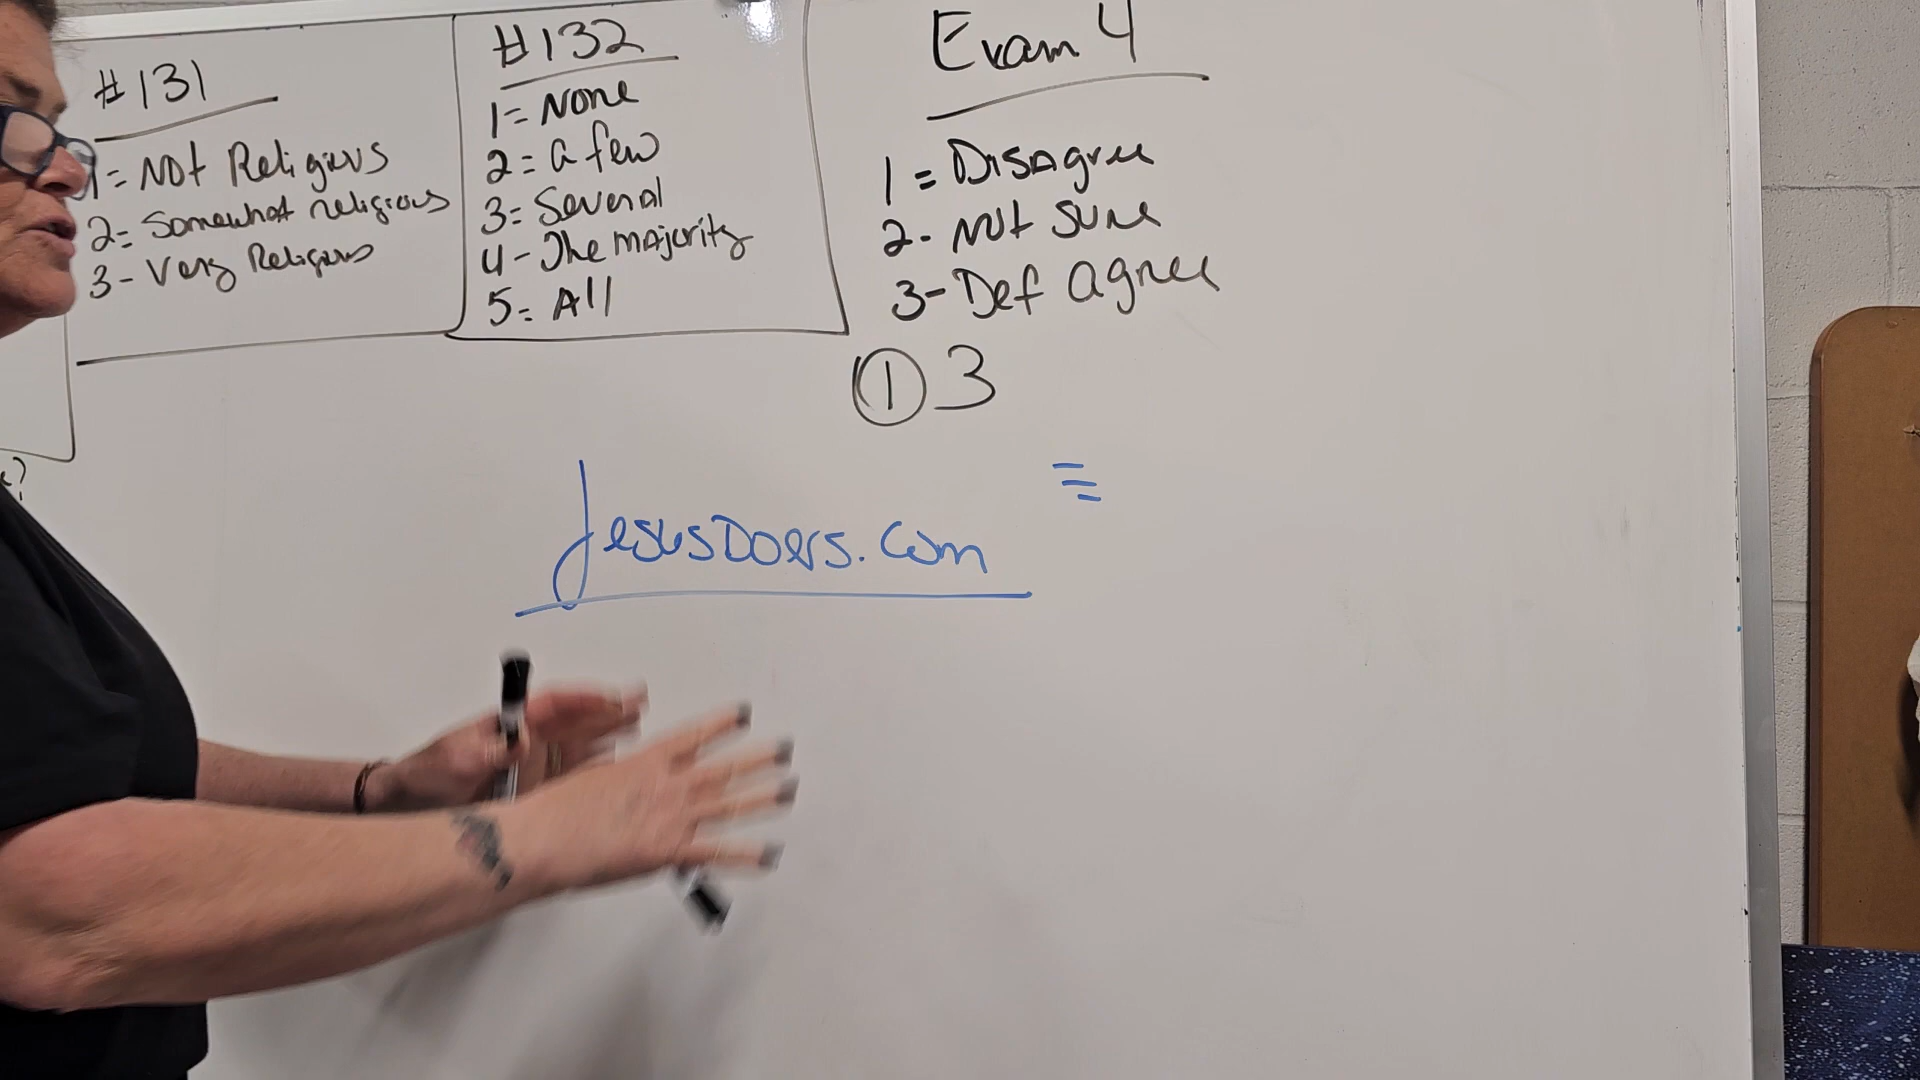 #131
1= Not Religious
2= Somewhat religious
3- Very Religious
#132
1= None
2= a few
3= Several
4- The majority
5= All
Exam 4
1= Disagree
2- Not sure
3- Def agree
① 3
JesusDoers.com
?